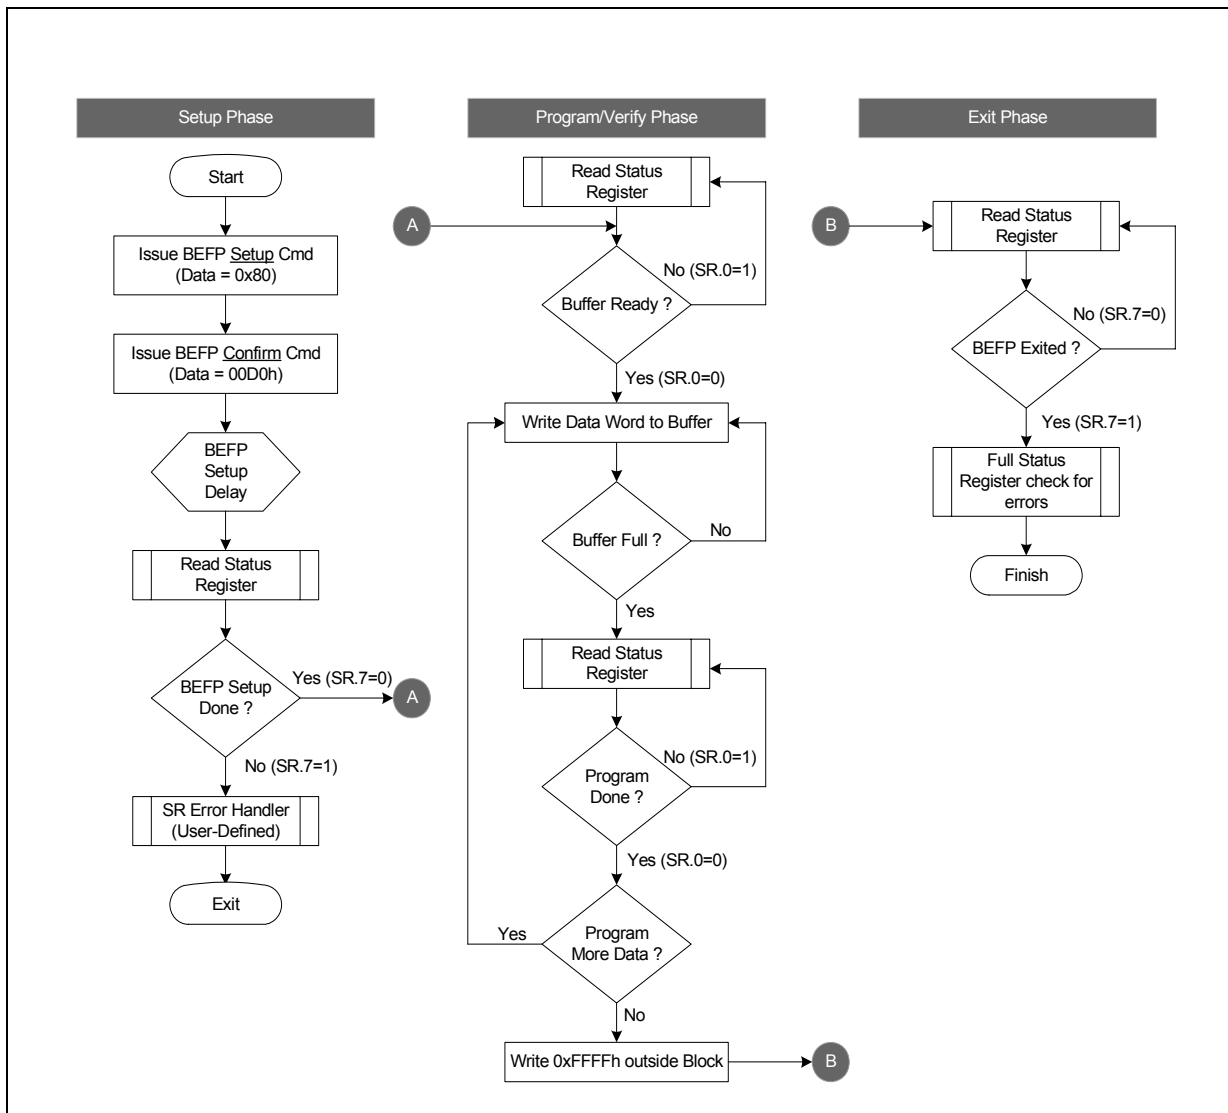 Setup Phase
Start
Issue BEFP Setup Cmd
(Data = 0x80)
Issue BEFP Confirm Cmd
(Data = 00D0h)
BEFP
Setup
Delay
Read Status
Register
BEFP Setup
Done ?
Yes (SR.7=0)
A
No (SR.7=1)
SR Error Handler
(User-Defined)
Exit
Program/Verify Phase
Read Status
Register
A
No (SR.0=1)
Buffer Ready ?
Yes (SR.0=0)
Write Data Word to Buffer
Buffer Full ?
No
Yes
Read Status
Register
No (SR.0=1)
Program
Done ?
Yes (SR.0=0)
Program
More Data ?
Yes
No
Write 0xFFFFh outside Block
B
Exit Phase
B
Read Status
Register
No (SR.7=0)
BEFP Exited ?
Yes (SR.7=1)
Full Status
Register check for
errors
Finish